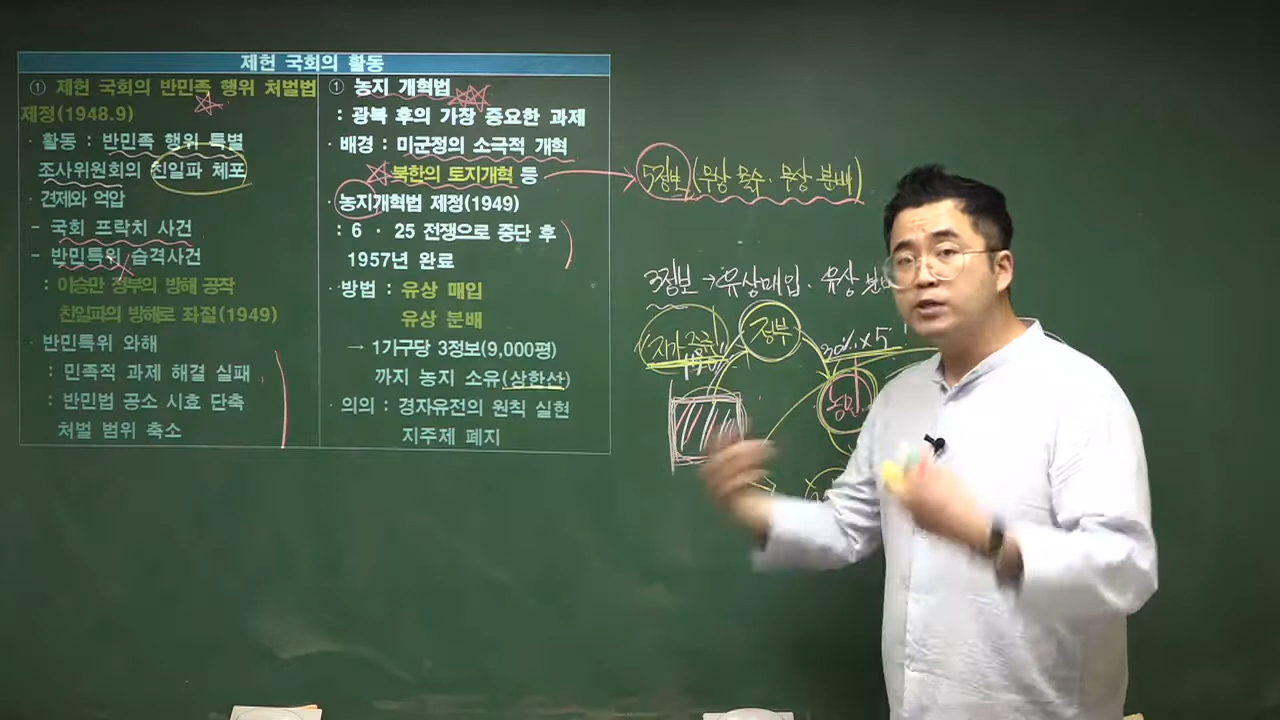 제헌 국회의 활동
① 제헌 국회의 반민족 행위 처벌법
제정(1948.9)
· 활동 : 반민족 행위 특별
조사위원회의 친일파 체포
· 견제와 억압
- 국회 프락치 사건
- 반민특위 습격사건
: 이승만 정부의 방해 공작
친일파의 방해로 좌절(1949)
· 반민특위 와해
: 민족적 과제 해결 실패
: 반민법 공소 시효 단축
처벌 범위 축소
① 농지 개혁법
: 광복 후의 가장 중요한 과제
· 배경 : 미군정의 소극적 개혁
북한의 토지개혁 등
· 농지개혁법 제정(1949)
: 6 · 25 전쟁으로 중단 후
1957년 완료
· 방법 : 유상 매입
유상 분배
→ 1가구당 3정보(9,000평)
까지 농지 소유(상한선)
· 의의 : 경자유전의 원칙 실현
지주제 폐지
5정보(무상 몰수 · 무상 분배)
3정보 → 유상매입 · 유상 분
정부
30%×5
농민